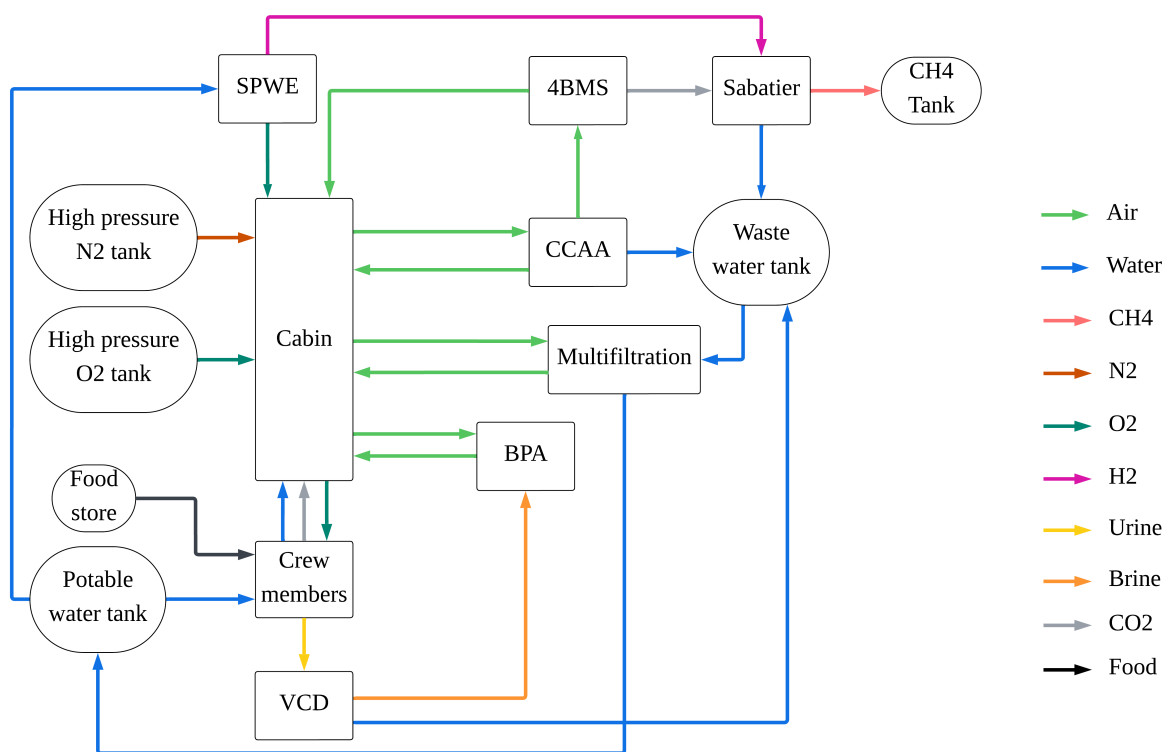 SPWE
4BMS
Sabatier
CH4
Tank
High pressure
N2 tank
CCAA
Waste
water tank
High pressure
O2 tank
Cabin
Multifiltration
BPA
Food
store
Potable
water tank
Crew
members
VCD
Air
Water
CH4
N2
O2
H2
Urine
Brine
CO2
Food